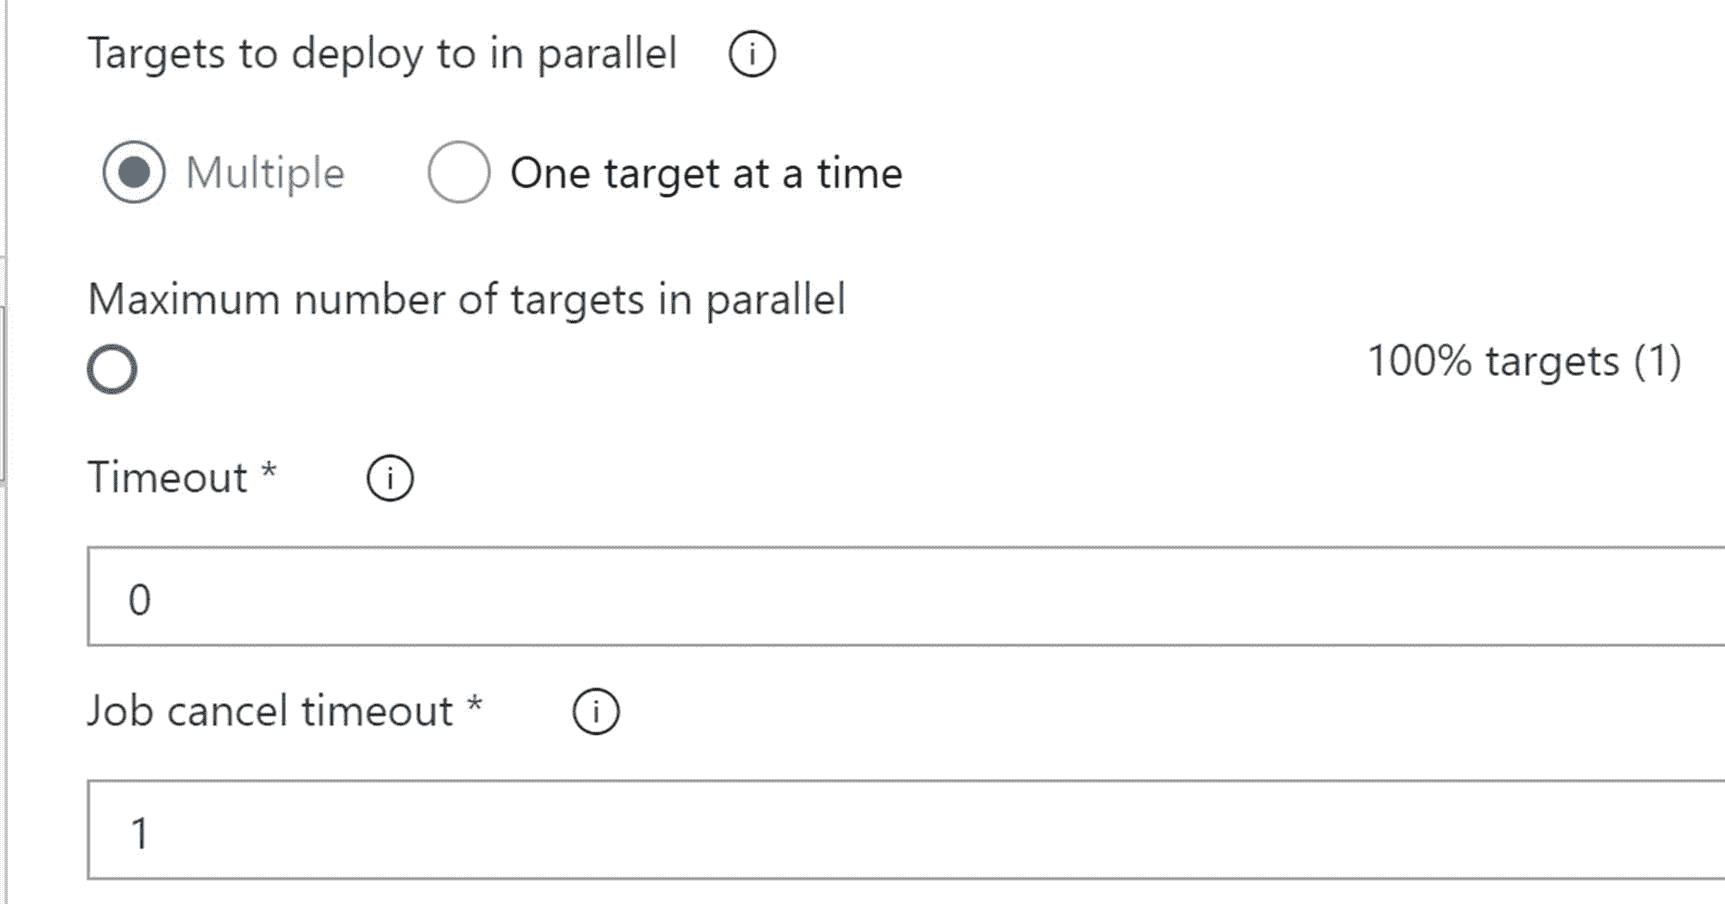 Targets to deploy to in parallel
Multiple One target at a time
Maximum number of targets in parallel
100% targets (1)
Timeout *
0
Job cancel timeout *
1